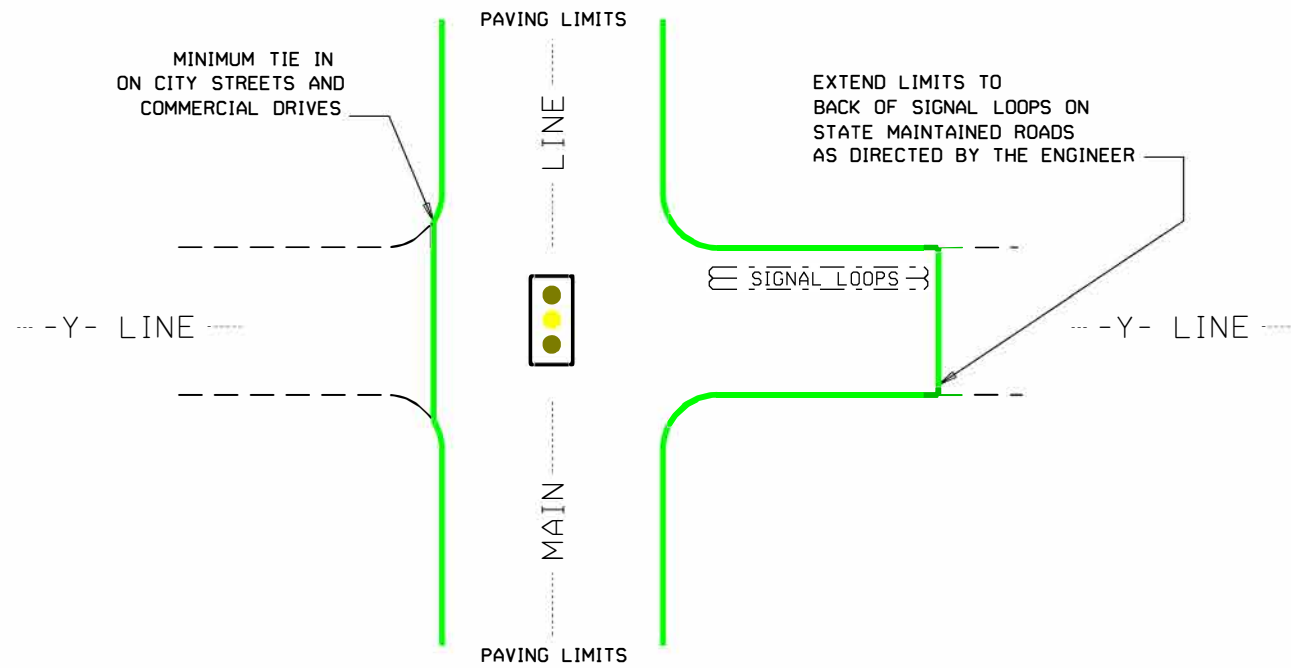 PAVING LIMITS
MINIMUM TIE IN
ON CITY STREETS AND
COMMERCIAL DRIVES
EXTEND LIMITS TO
BACK OF SIGNAL LOOPS ON
STATE MAINTAINED ROADS
AS DIRECTED BY THE ENGINEER
LINE
SIGNAL LOOPS
-Y- LINE
-Y- LINE
MAIN
PAVING LIMITS